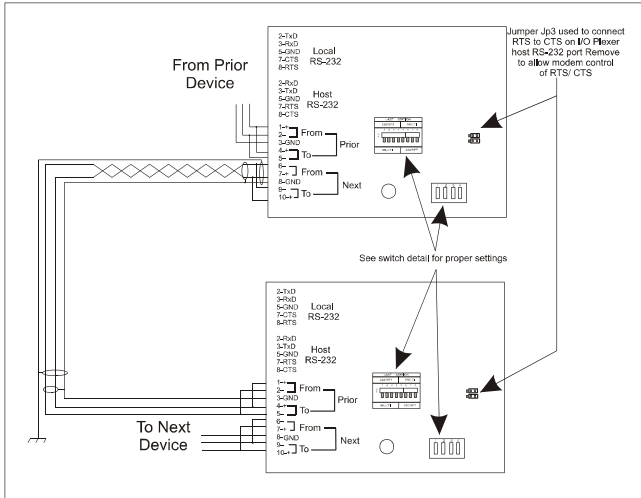 Jumper Jp3 used to connect
RTS to CTS on I/O Plexer
host RS-232 port Remove
to allow modem control
of RTS/ CTS
From Prior
Device
2-TxD
3-RxD
5-GND
7-CTS
8-RTS
Local
RS-232
2-RxD
3-TxD
5-GND
7-RTS
8-CTS
Host
RS-232
1-+
2-
3-GND
4-+
5-
From
To
Prior
6-
7-+
8-GND
9-
10-+
From
To
Next
See switch detail for proper settings
2-TxD
3-RxD
5-GND
7-CTS
8-RTS
Local
RS-232
2-RxD
3-TxD
5-GND
7-RTS
8-CTS
Host
RS-232
1-+
2-
3-GND
4-+
5-
From
To
Prior
6-
7-+
8-GND
9-
10-+
From
To
Next
To Next
Device